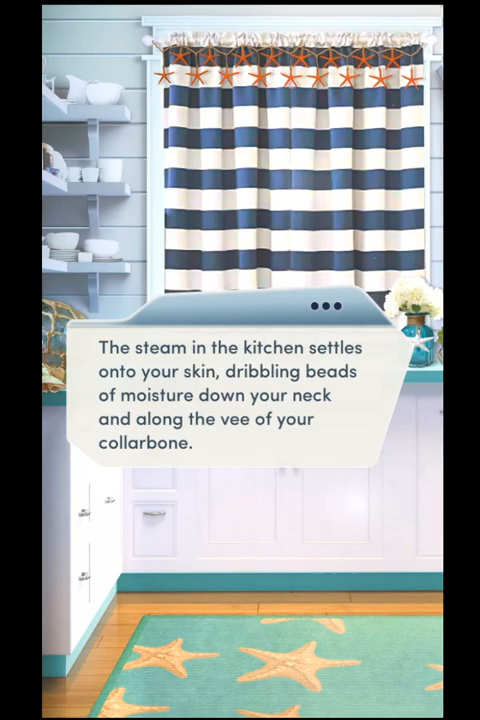 The steam in the kitchen settles
onto your skin, dribbling beads
of moisture down your neck
and along the vee of your
collarbone.